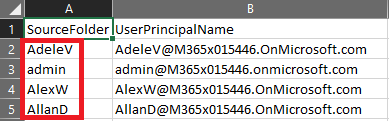 A B
1 SourceFolder UserPrincipalName
2 AdeleV AdeleV@M365x015446.OnMicrosoft.com
3 admin admin@M365x015446.onmicrosoft.com
4 AlexW AlexW@M365x015446.OnMicrosoft.com
5 AllanD AllanD@M365x015446.OnMicrosoft.com